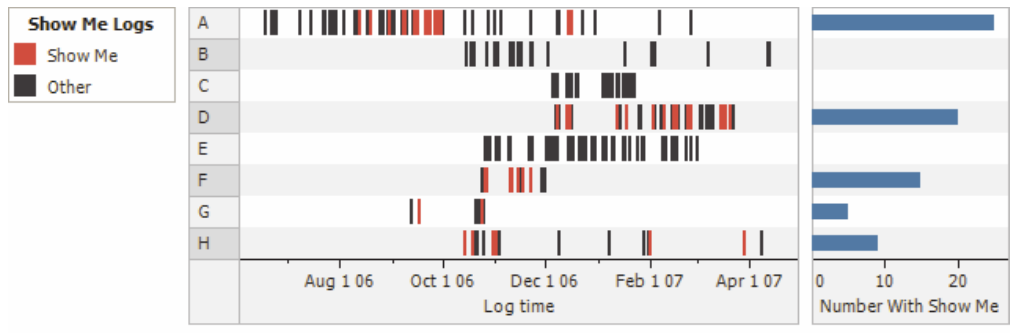 Show Me Logs
Show Me
Other
A
B
C
D
E
F
G
H
Aug 1 06 Oct 1 06 Dec 1 06 Feb 1 07 Apr 1 07
Log time
0 10 20
Number With Show Me